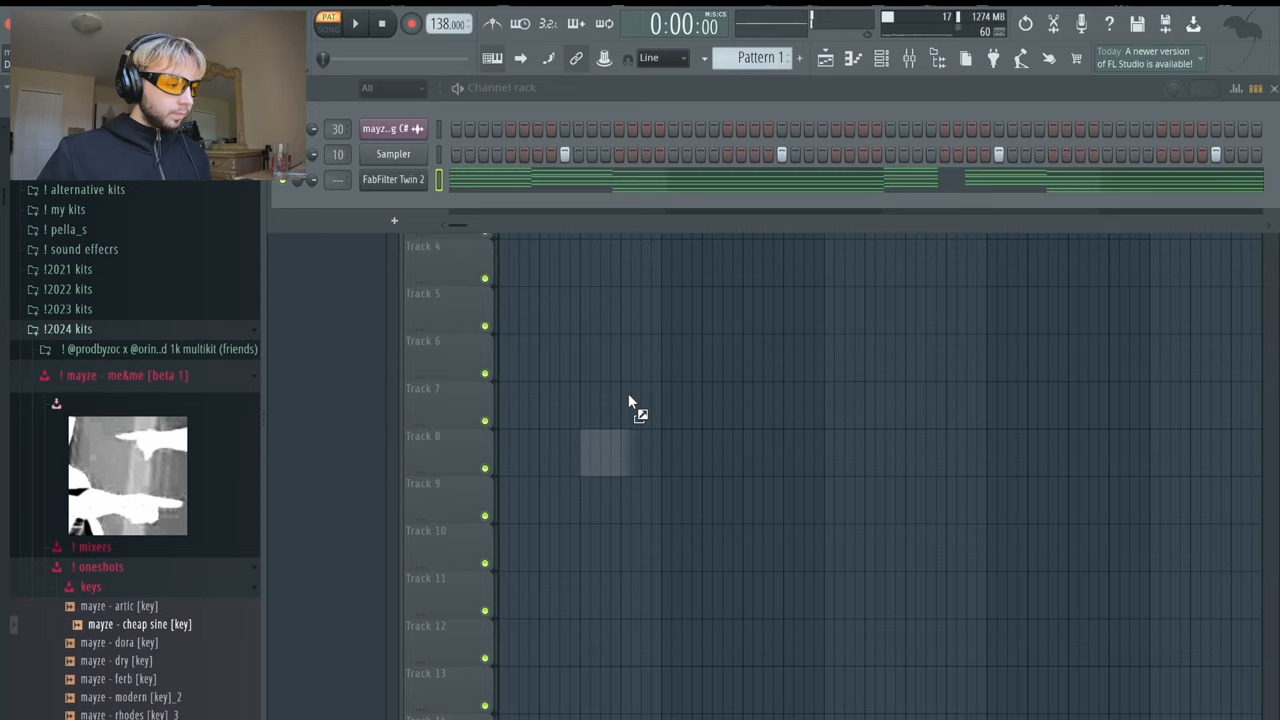 PAT
SONG
138.000
3.2.
0:00:00
M:S:CS
17
1274 MB
60
Line
Pattern 1
+
Today
A newer version
of FL Studio is available!
All
Channel rack
30
mayz..g C#
10
Sampler
---
FabFilter Twin 2
+
! alternative kits
! my kits
! pella_s
! sound effecrs
!2021 kits
!2022 kits
!2023 kits
!2024 kits
! @prodbyzoc x @orin..d 1k multikit (friends)
! mayze - me&me [beta 1]
! mixers
! oneshots
keys
mayze - artic [key]
mayze - cheap sine [key]
mayze - dora [key]
mayze - dry [key]
mayze - ferb [key]
mayze - modern [key]_2
mayze - rhodes [key]_3
Track 4
Track 5
Track 6
Track 7
Track 8
Track 9
Track 10
Track 11
Track 12
Track 13